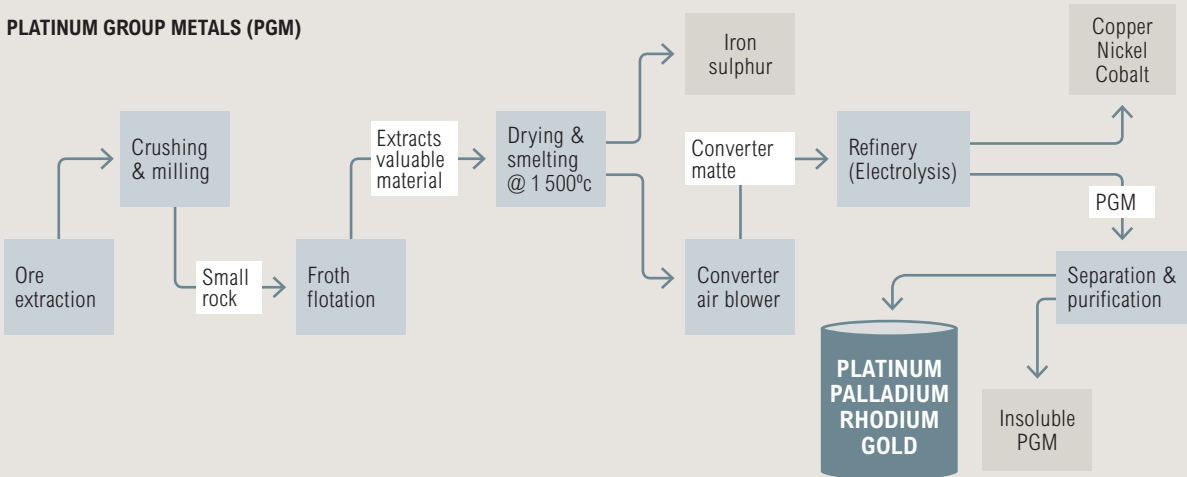 PLATINUM GROUP METALS (PGM)
Ore
extraction
Crushing
& milling
Small
rock
Froth
flotation
Extracts
valuable
material
Drying &
smelting
@ 1 500ºc
Iron
sulphur
Converter
air blower
Converter
matte
Refinery
(Electrolysis)
Copper
Nickel
Cobalt
PGM
Separation &
purification
PLATINUM
PALLADIUM
RHODIUM
GOLD
Insoluble
PGM